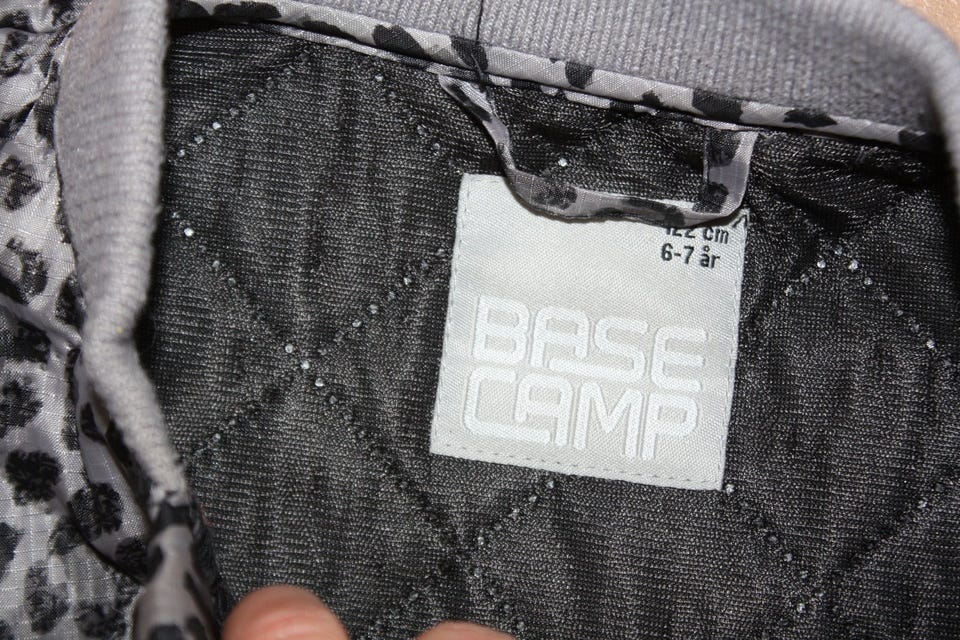 122 cm
6-7 år
BASE
CAMP